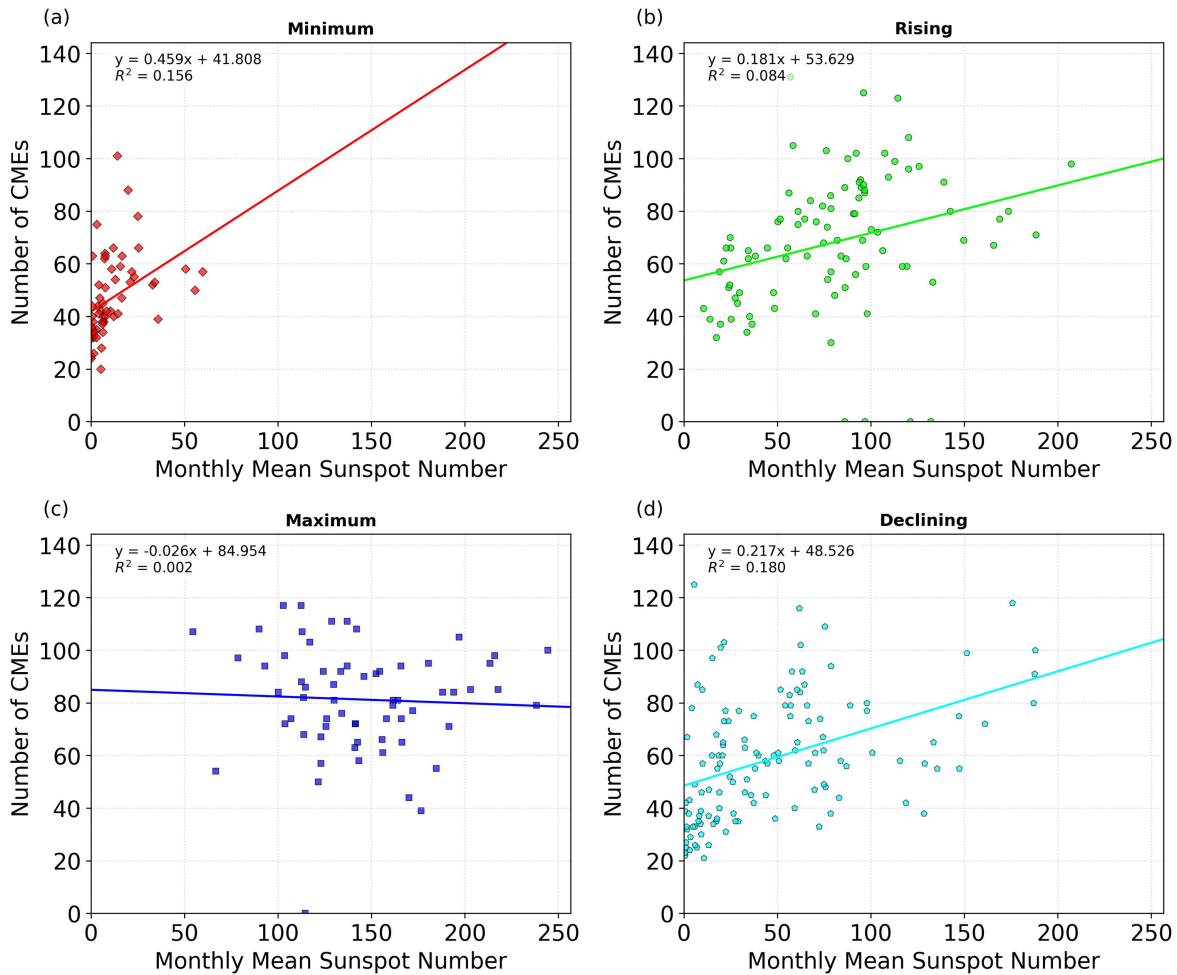 (a)
Minimum
y = 0.459x + 41.808
R² = 0.156
140
120
100
80
60
40
20
0
Number of CMEs
0 50 100 150 200 250
Monthly Mean Sunspot Number
(b)
Rising
y = 0.181x + 53.629
R² = 0.084
140
120
100
80
60
40
20
0
Number of CMEs
0 50 100 150 200 250
Monthly Mean Sunspot Number
(c)
Maximum
y = -0.026x + 84.954
R² = 0.002
140
120
100
80
60
40
20
0
Number of CMEs
0 50 100 150 200 250
Monthly Mean Sunspot Number
(d)
Declining
y = 0.217x + 48.526
R² = 0.180
140
120
100
80
60
40
20
0
Number of CMEs
0 50 100 150 200 250
Monthly Mean Sunspot Number